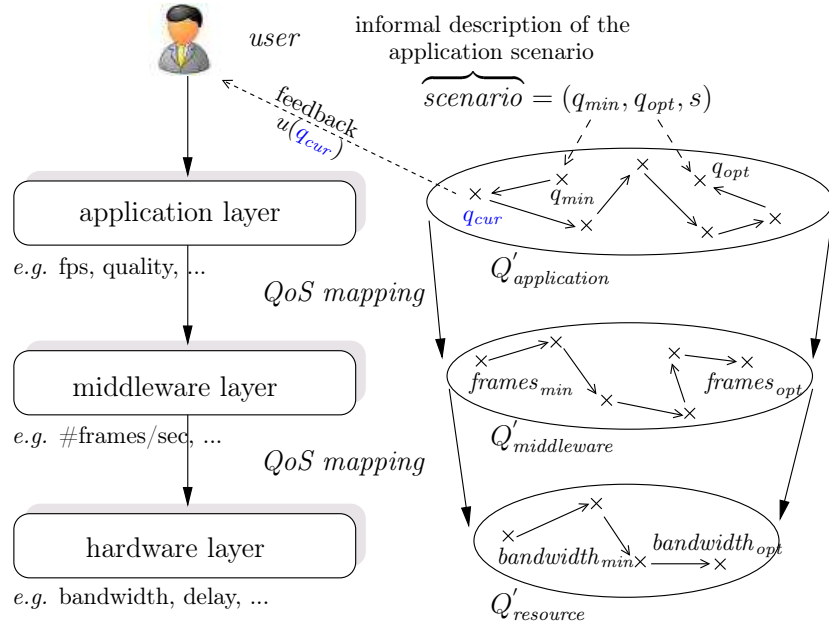 user
informal description of the
application scenario
scenario = (q_min, q_opt, s)
feedback
u(q_cur)
q_min
q_opt
q_cur
application layer
e.g. fps, quality, ...
Q'_application
QoS mapping
middleware layer
frames_min
frames_opt
e.g. #frames/sec, ...
Q'_middleware
QoS mapping
hardware layer
bandwidth_min
bandwidth_opt
e.g. bandwidth, delay, ...
Q'_resource